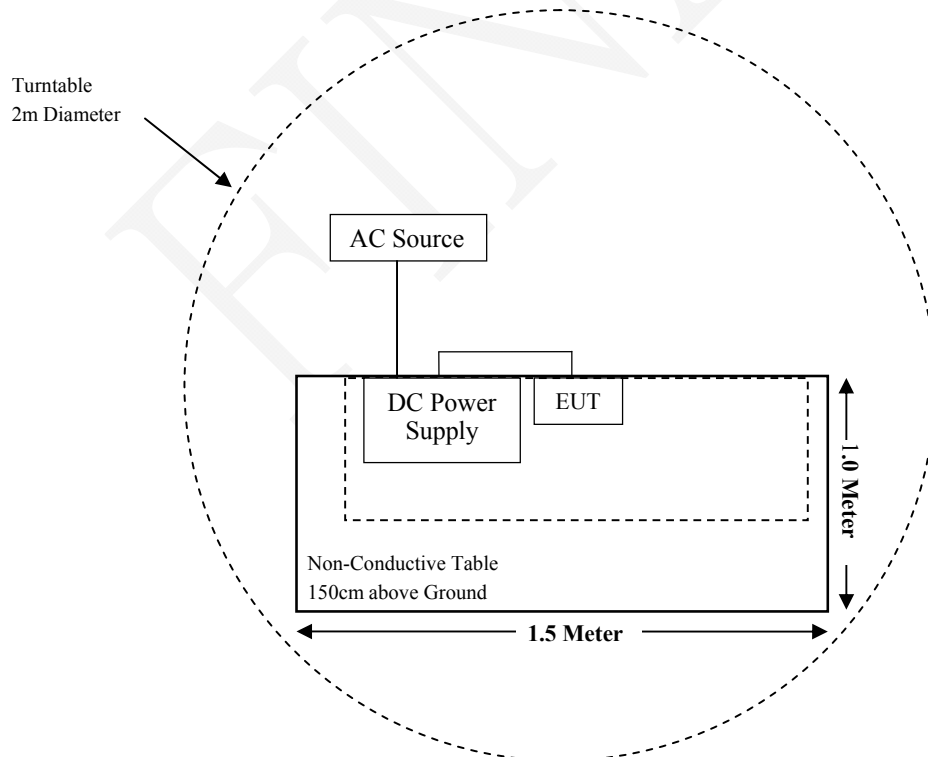 Turntable
2m Diameter
AC Source
DC Power
Supply
EUT
1.0 Meter
Non-Conductive Table
150cm above Ground
1.5 Meter